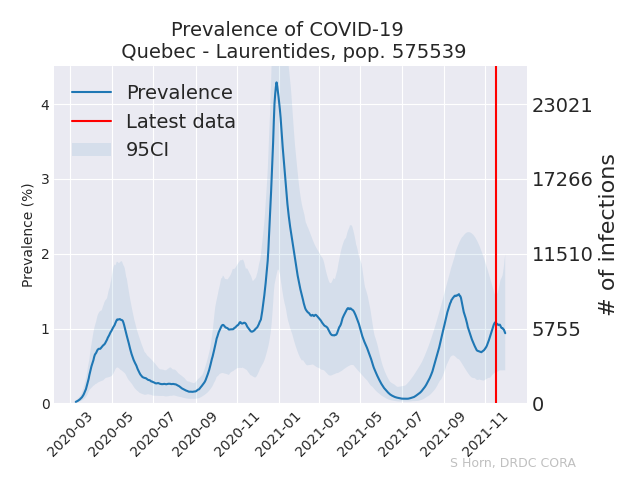 Prevalence of COVID-19
Quebec - Laurentides, pop. 575539
Prevalence
Latest data
95CI
Prevalence (%)
4
3
2
1
0
23021
17266
11510
5755
0
# of infections
2020-03
2020-05
2020-07
2020-09
2020-11
2021-01
2021-03
2021-05
2021-07
2021-09
2021-11
S Horn, DRDC CORA